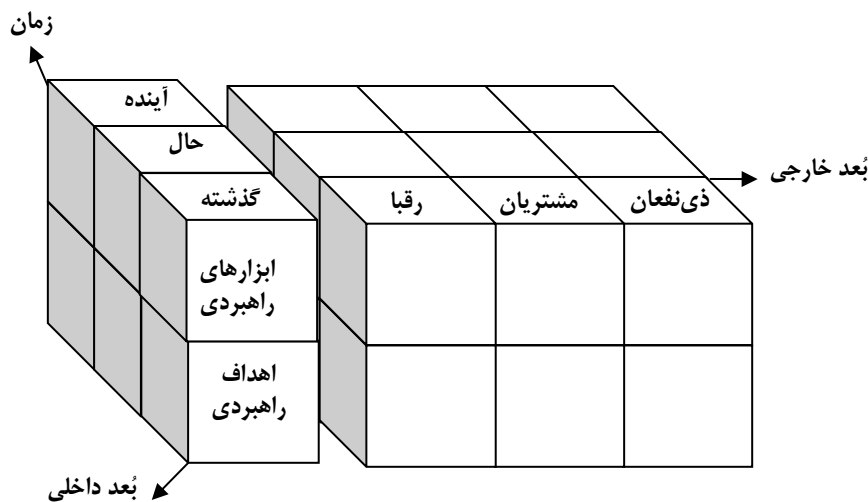 زمان
آینده
حال
گذشته
رقبا
مشتریان
ذی‌نفعان
بُعد خارجی
ابزارهای
راهبردی
اهداف
راهبردی
بُعد داخلی